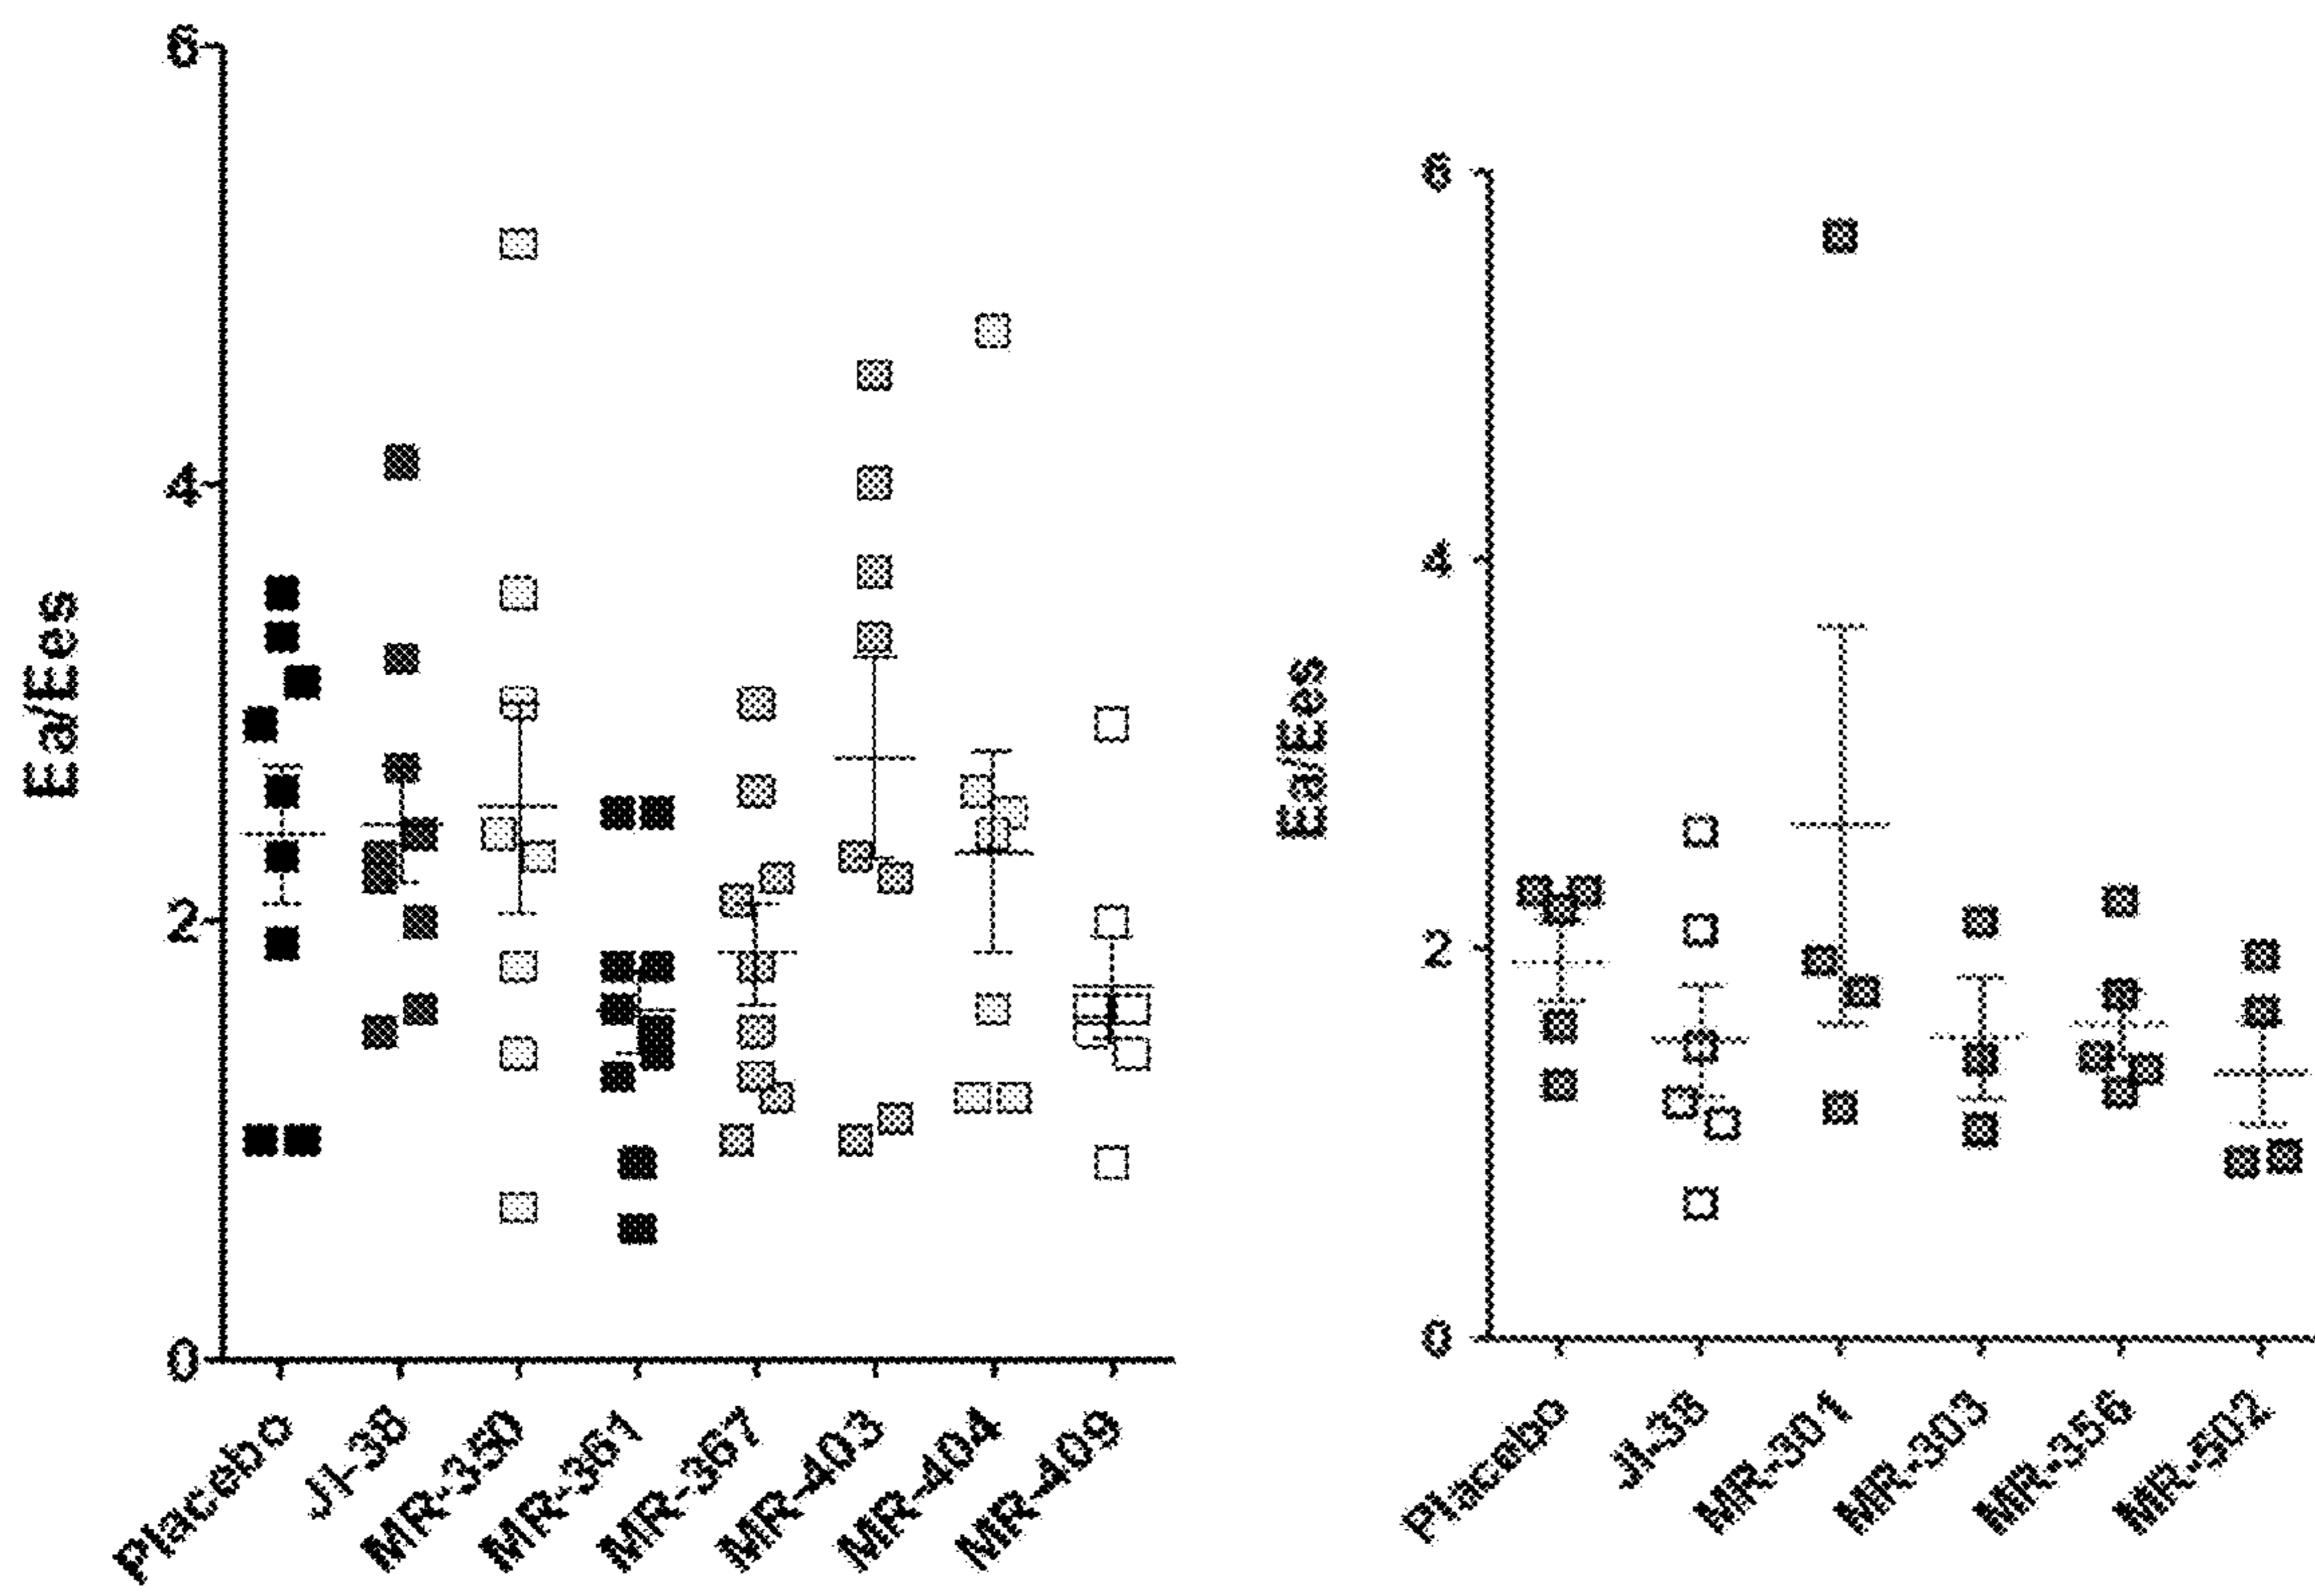 6
4
2
0
Ea/Ees
Placebo
JI-38
MR-350
MR-361
MR-367
MR-403
MR-404
MR-409
6
4
2
0
Ea/Ees
Placebo
JI-38
MR-301
MR-303
MR-356
MR-502